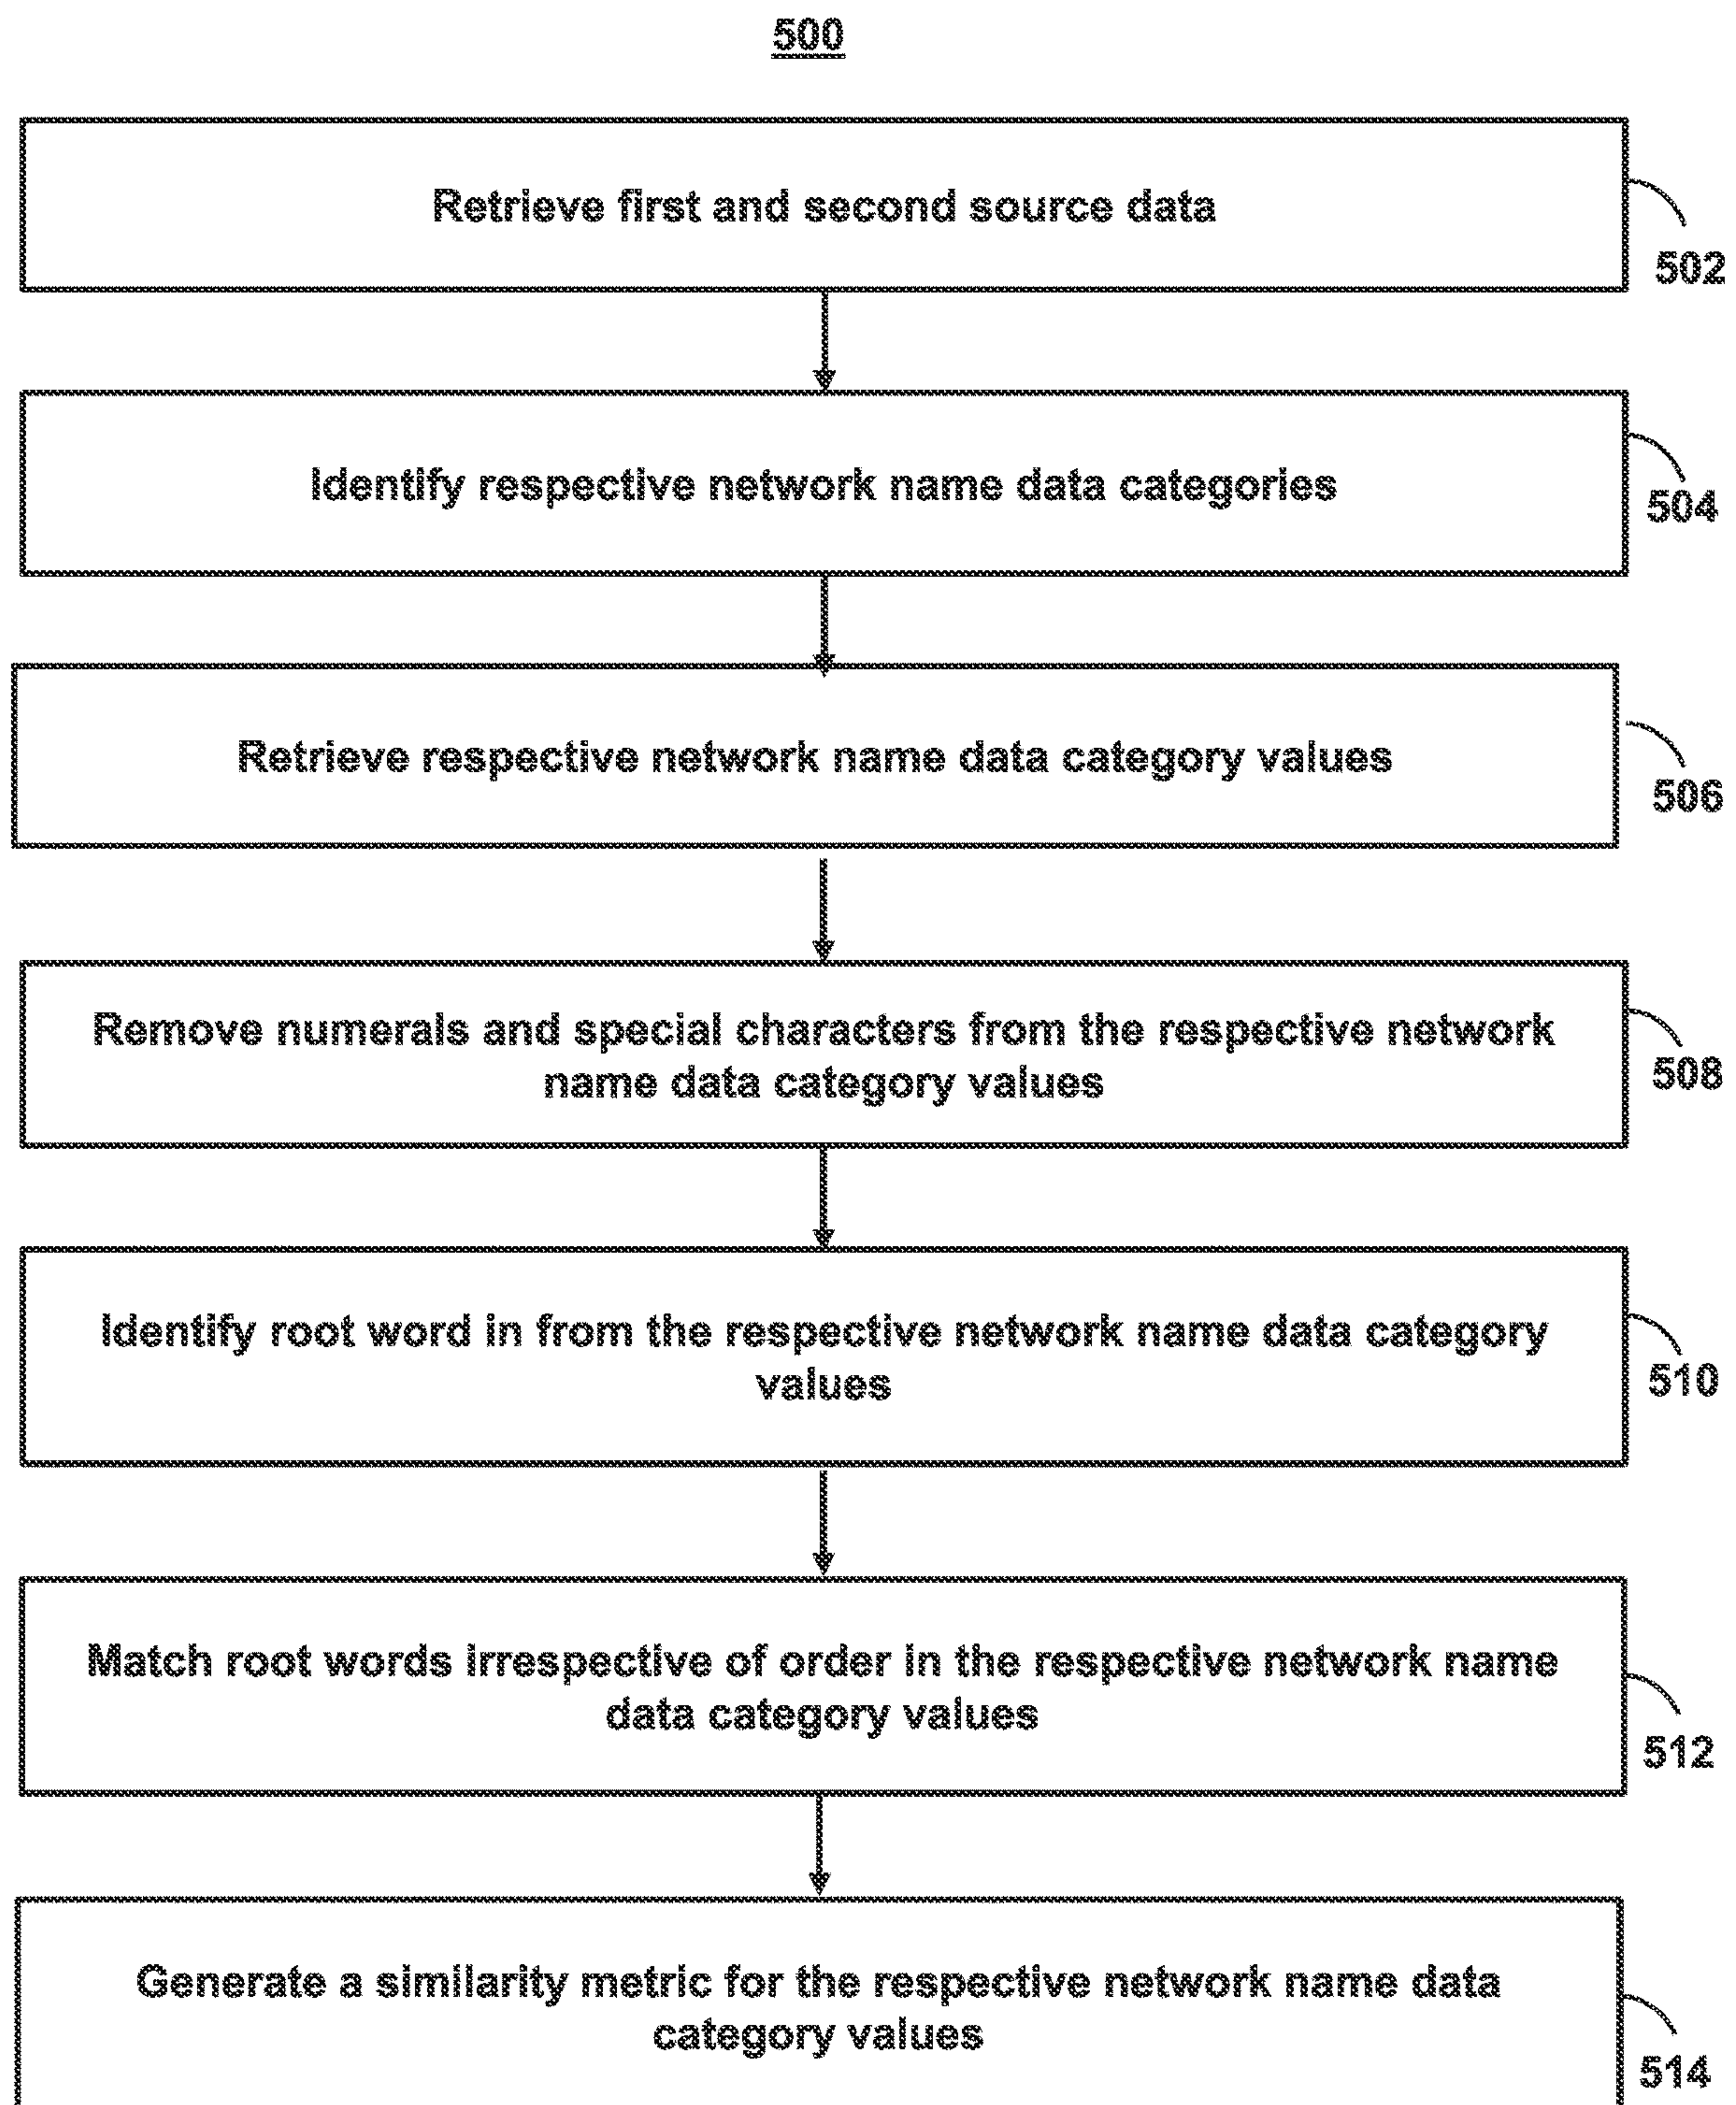 500
Retrieve first and second source data
502
Identify respective network name data categories
504
Retrieve respective network name data category values
506
Remove numerals and special characters from the respective network
name data category values
508
Identify root word in from the respective network name data category
values
510
Match root words irrespective of order in the respective network name
data category values
512
Generate a similarity metric for the respective network name data
category values
514